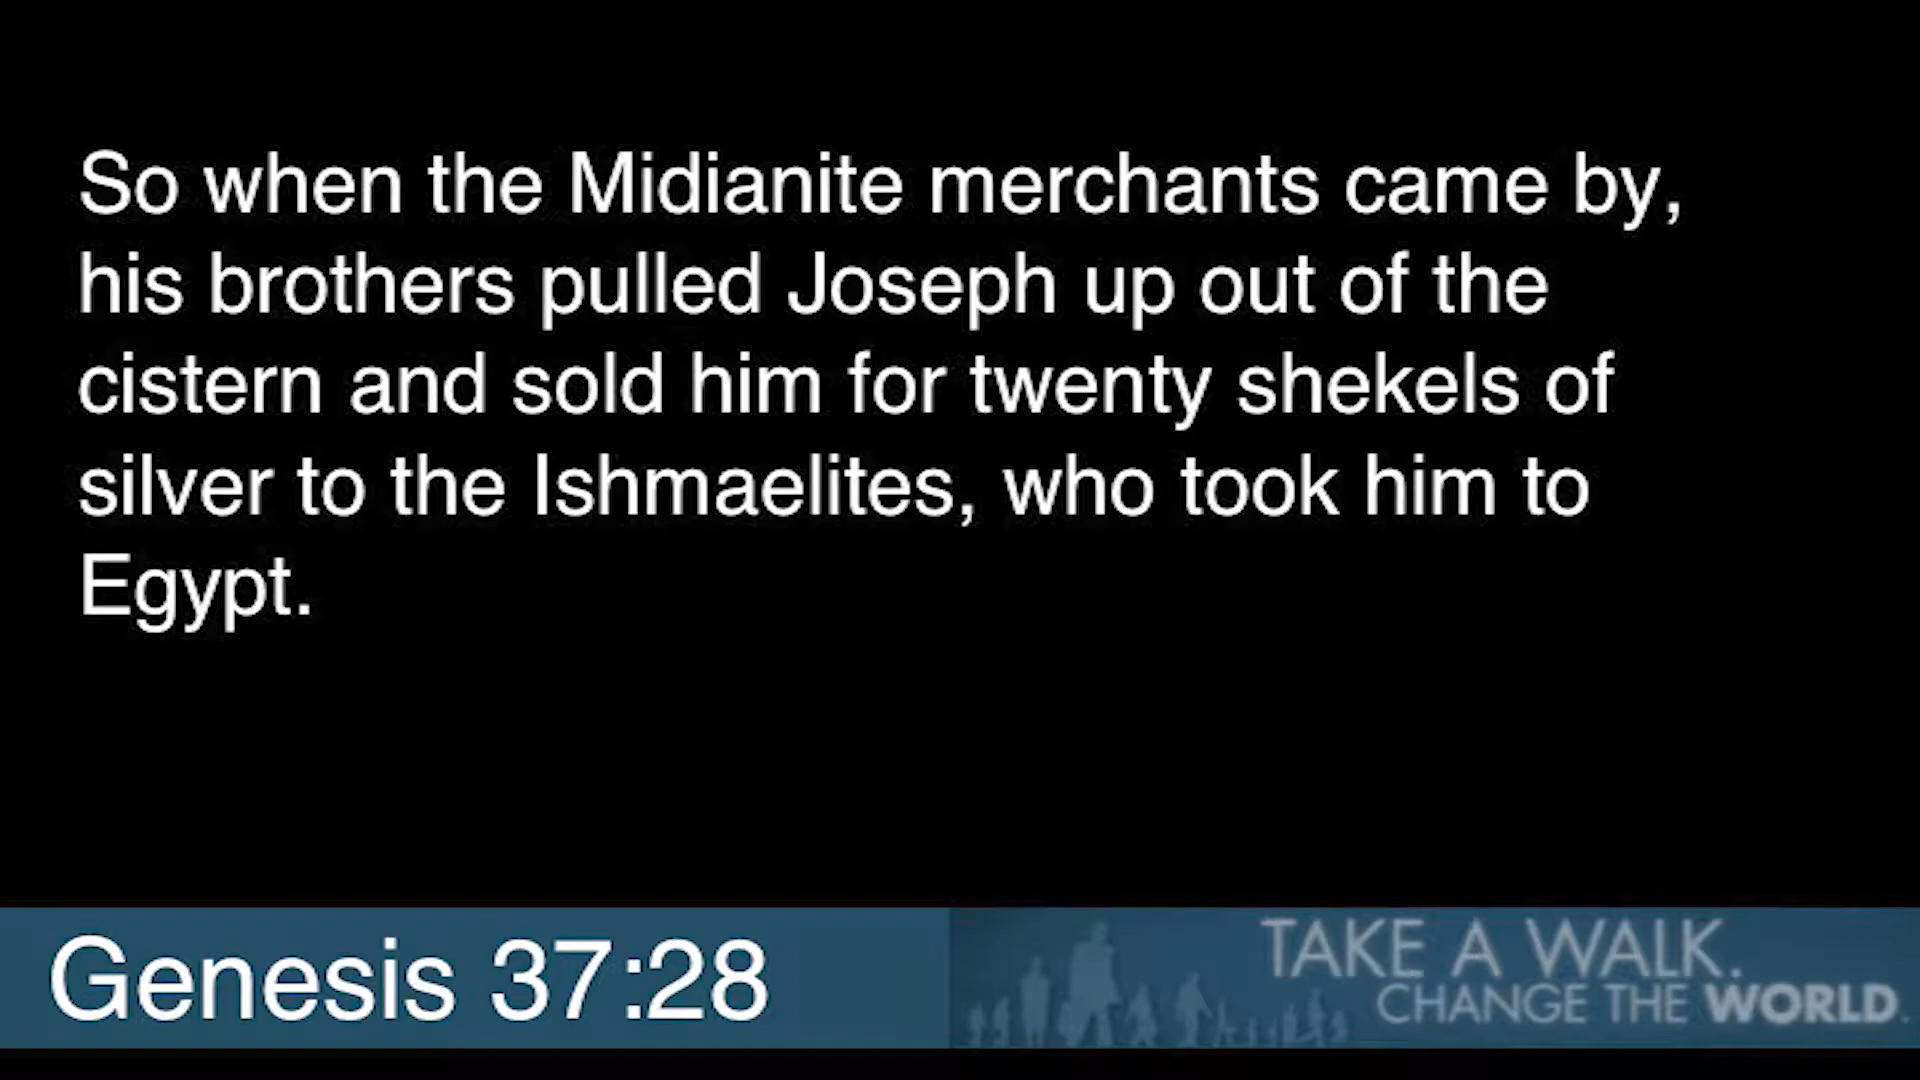 So when the Midianite merchants came by,
his brothers pulled Joseph up out of the
cistern and sold him for twenty shekels of
silver to the Ishmaelites, who took him to
Egypt.
Genesis 37:28
TAKE A WALK.
CHANGE THE WORLD.